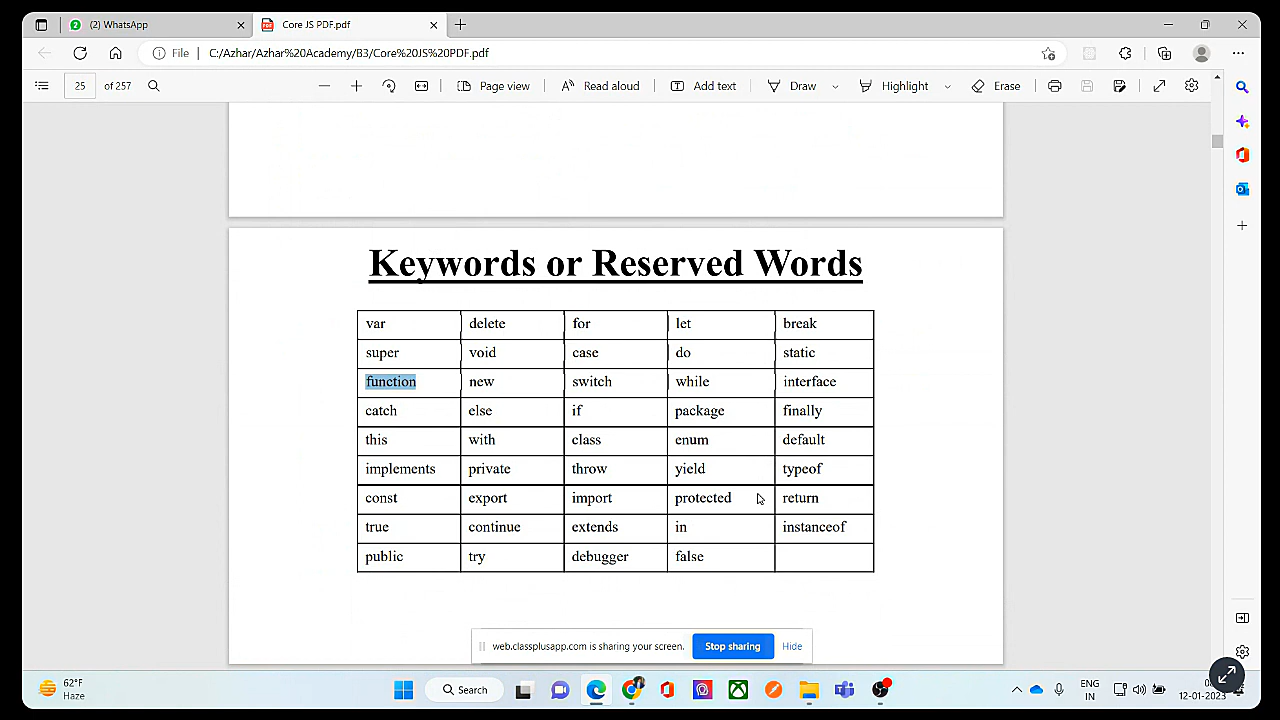 (2) WhatsApp
Core JS PDF.pdf
File C:/Azhar/Azhar%20Academy/B3/Core%20JS%20PDF.pdf
25 of 257 Page view Read aloud Add text Draw Highlight Erase
Keywords or Reserved Words
var delete for let break
super void case do static
function new switch while interface
catch else if package finally
this with class enum default
implements private throw yield typeof
const export import protected return
true continue extends in instanceof
public try debugger false
web.classplusapp.com is sharing your screen. Stop sharing Hide
62°F
Haze
Search
ENG
IN
12-01-2023